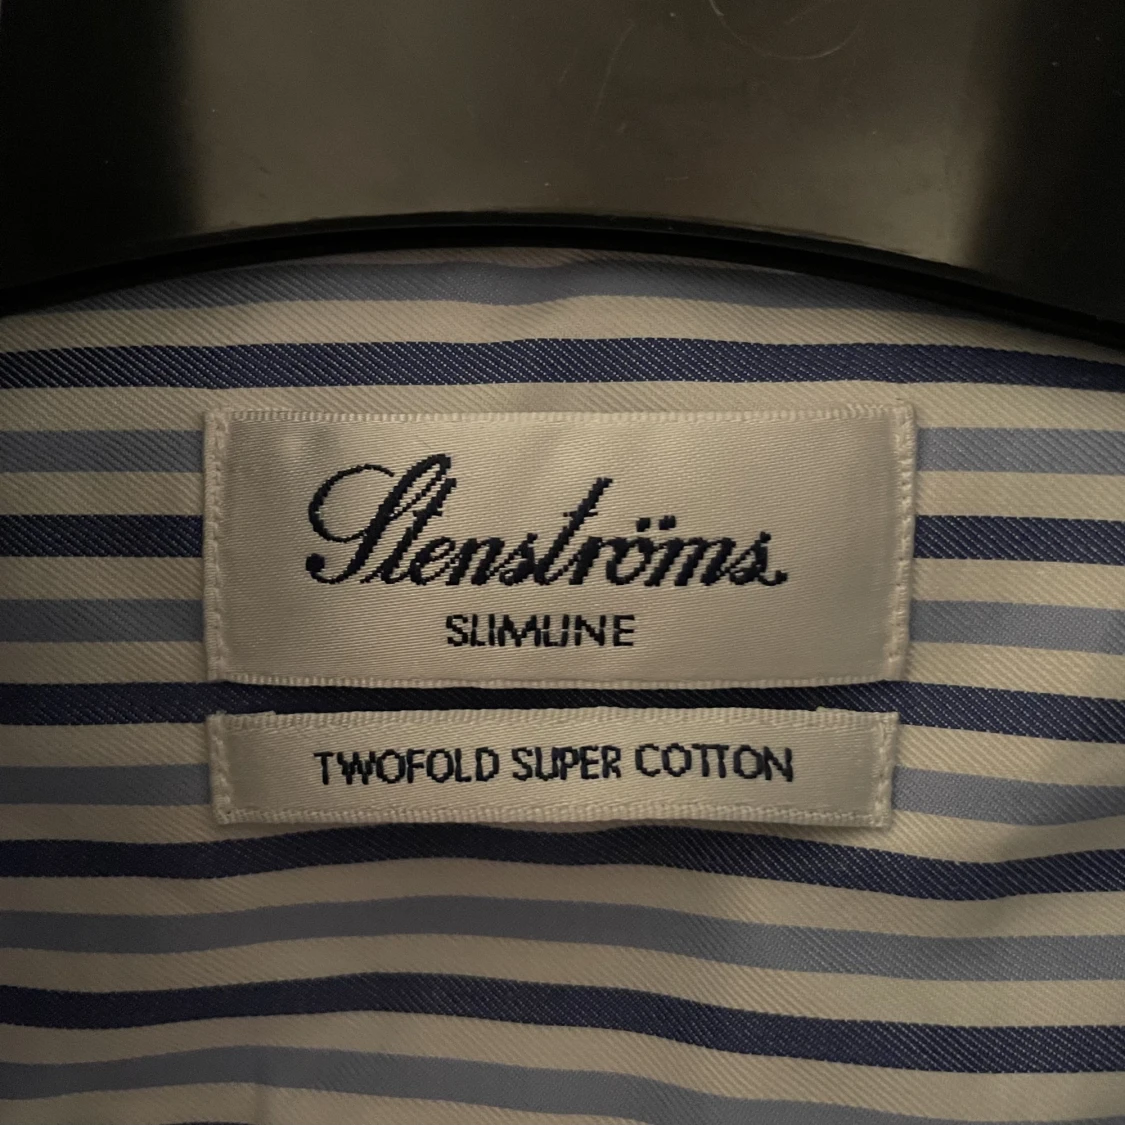 Stenströms
SLIMLINE
TWOFOLD SUPER COTTON